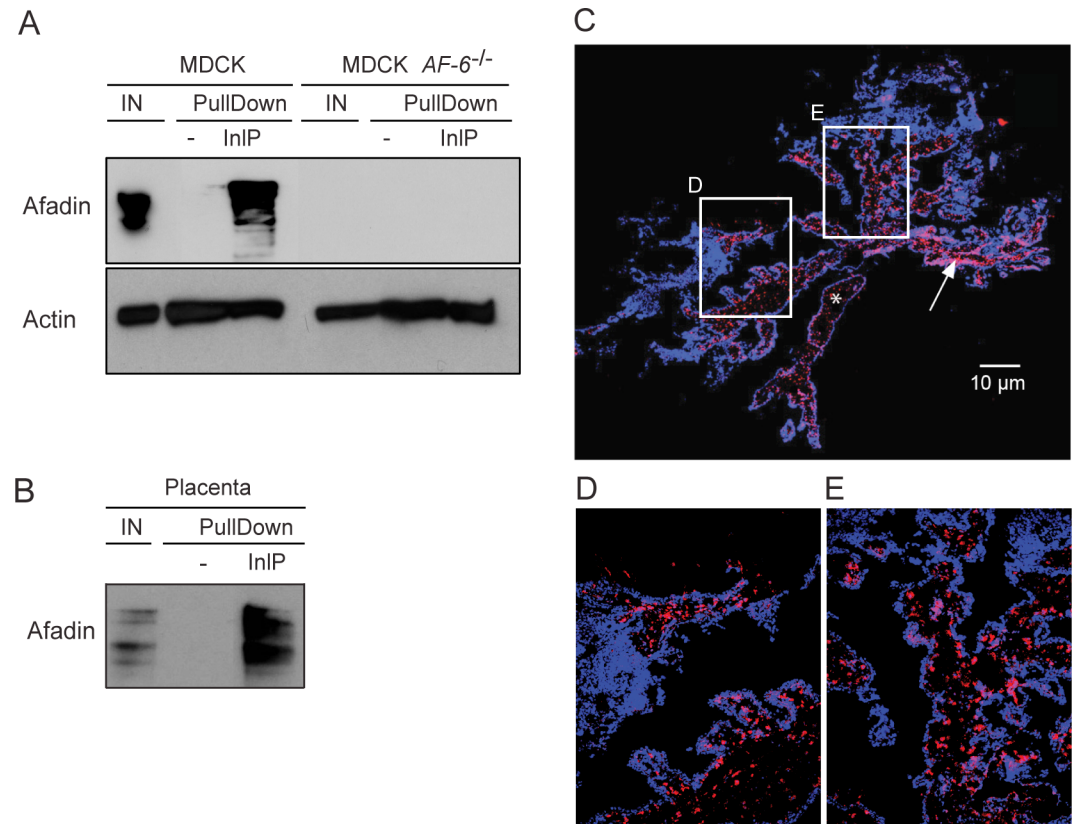 A
MDCK MDCK AF-6-/-
IN PullDown IN PullDown
- InlP - InlP
Afadin
Actin
B
Placenta
IN PullDown
- InlP
Afadin
C
E
D
*
10 µm
D E